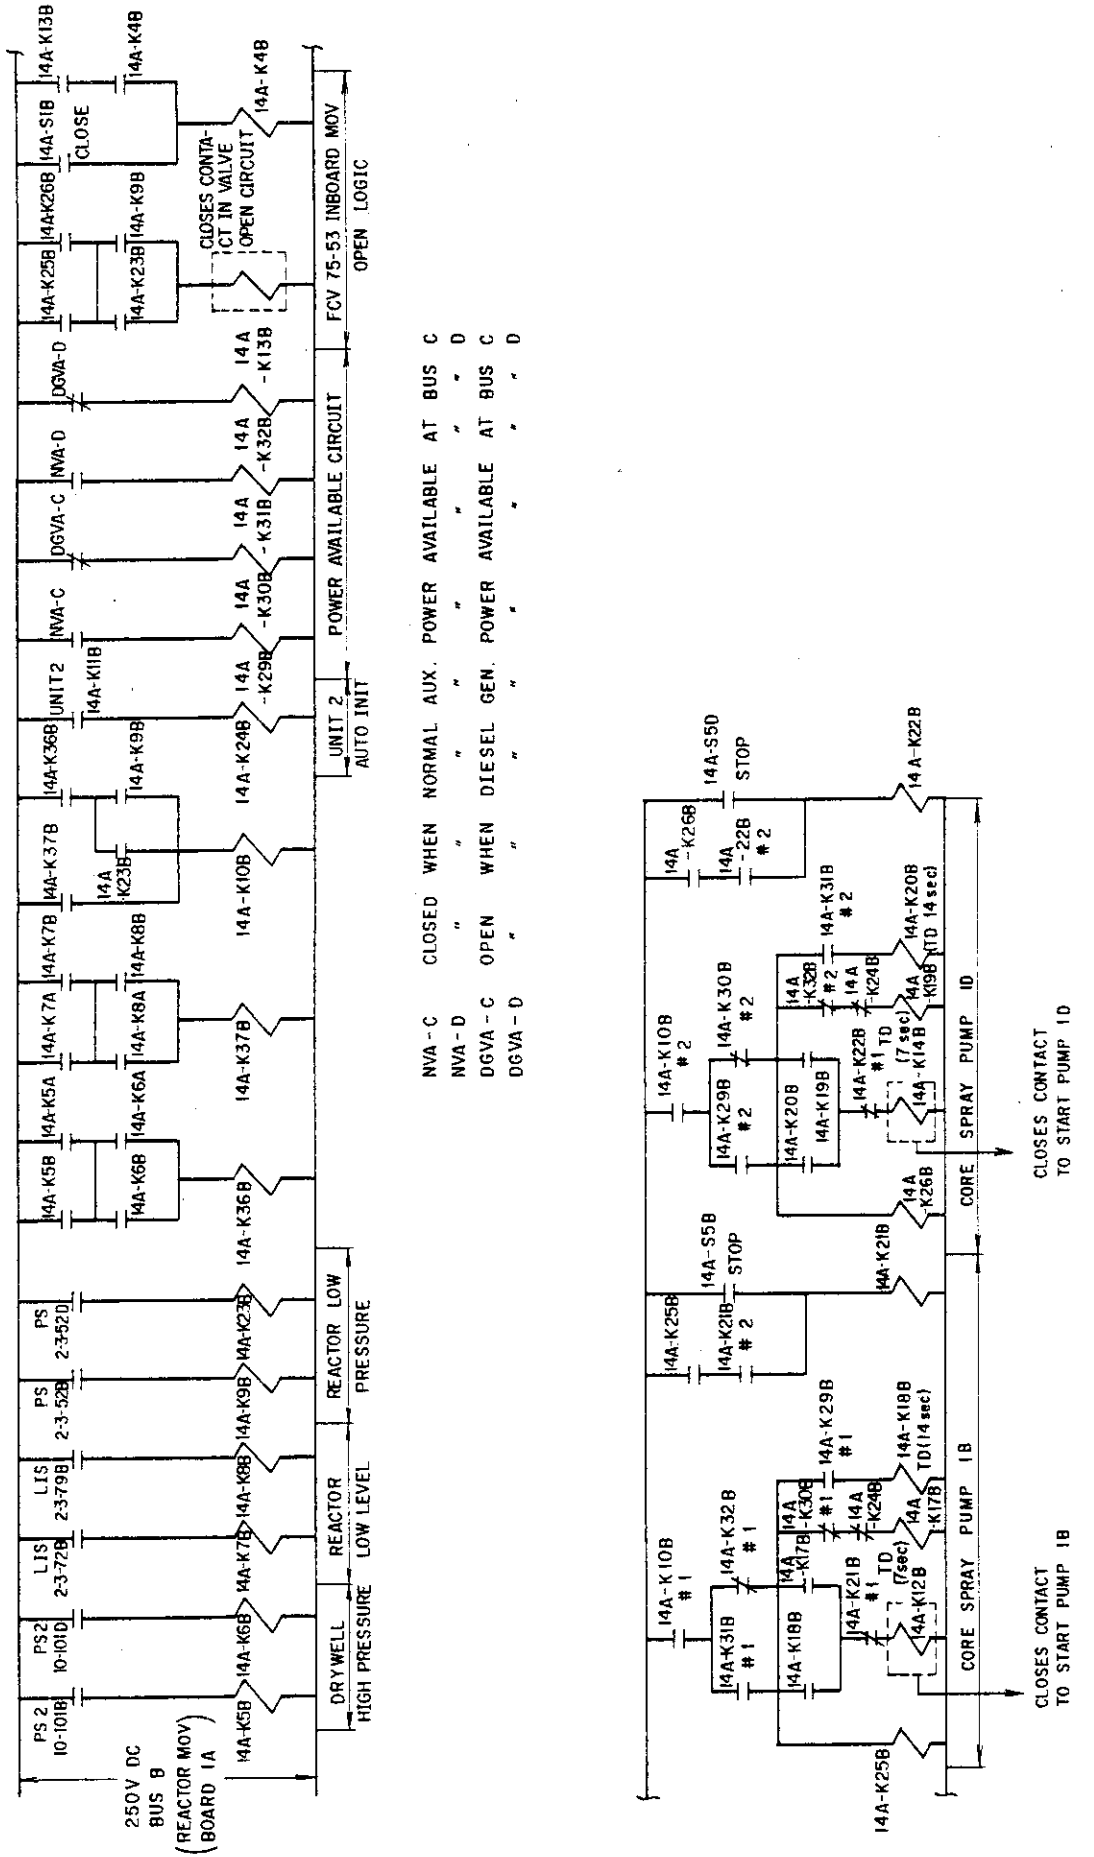 250V DC
BUS B
(REACTOR MOV)
(BOARD 1A)
PS 2
10-101B
14A-K5B
PS2
10-101D
14A-K6B
DRYWELL
HIGH PRESSURE
LIS
2-3-72B
14A-K7B
LIS
2-3-79B
14A-K8B
REACTOR
LOW LEVEL
PS
2-3-52B
14A-K9B
PS
2-3-52D
14A-K23B
REACTOR LOW
PRESSURE
14A-K5B
14A-K5A
14A-K6B
14A-K6A
14A-K36B
14A-K7A
14A-K7B
14A-K8A
14A-K8B
14A-K37B
14A-K37B
14A-K36B
14A
-K23B
14A-K9B
14A-K10B
UNIT2
14A-K11B
14A-K24B
UNIT 2
AUTO INIT
NVA-C
14A
-K29B
DGVA-C
14A
-K30B
NVA-D
14A
-K31B
DGVA-D
14A
-K32B
14A
-K13B
POWER AVAILABLE CIRCUIT
14A-K25B
14A-K26B
14A-K23B
14A-K9B
CLOSES CONTA-
CT IN VALVE
OPEN CIRCUIT
14A-S1B
CLOSE
14A-K13B
14A-K4B
14A-K4B
FCV 75-53 INBOARD MOV
OPEN LOGIC
NVA-C CLOSED WHEN NORMAL AUX. POWER AVAILABLE AT BUS C
NVA-D " " " " " " " D
DGVA-C OPEN WHEN DIESEL GEN. POWER AVAILABLE AT BUS C
DGVA-D " " " " " " D
14A-K25B
14A-K10B
#1
14A-K31B
#1
14A-K32B
#1
14A-K18B
14A
-K17B
14A-K21B
#1
TD
(7sec)
14A-K12B
14A
-K30B
#1
14A
-K24B
14A
-K17B
14A-K29B
#1
14A-K18B
TD(14sec)
14A-K25B
14A-K21B
#2
14A-S5B
STOP
14A-K21B
CORE SPRAY PUMP 1B
CLOSES CONTACT
TO START PUMP 1B
14A
-K26B
14A-K10B
#2
14A-K29B
#2
14A-K30B
#2
14A-K20B
14A-K19B
14A-K22B
#1
TD
(7 sec)
14A-K14B
14A
-K32B
#2
14A
-K24B
14A
-K19B
14A-K31B
#2
14A-K20B
(TD 14 sec)
14A
-K26B
14A
-22B
#2
14A-S5D
STOP
14A-K22B
CORE SPRAY PUMP 1D
CLOSES CONTACT
TO START PUMP 1D